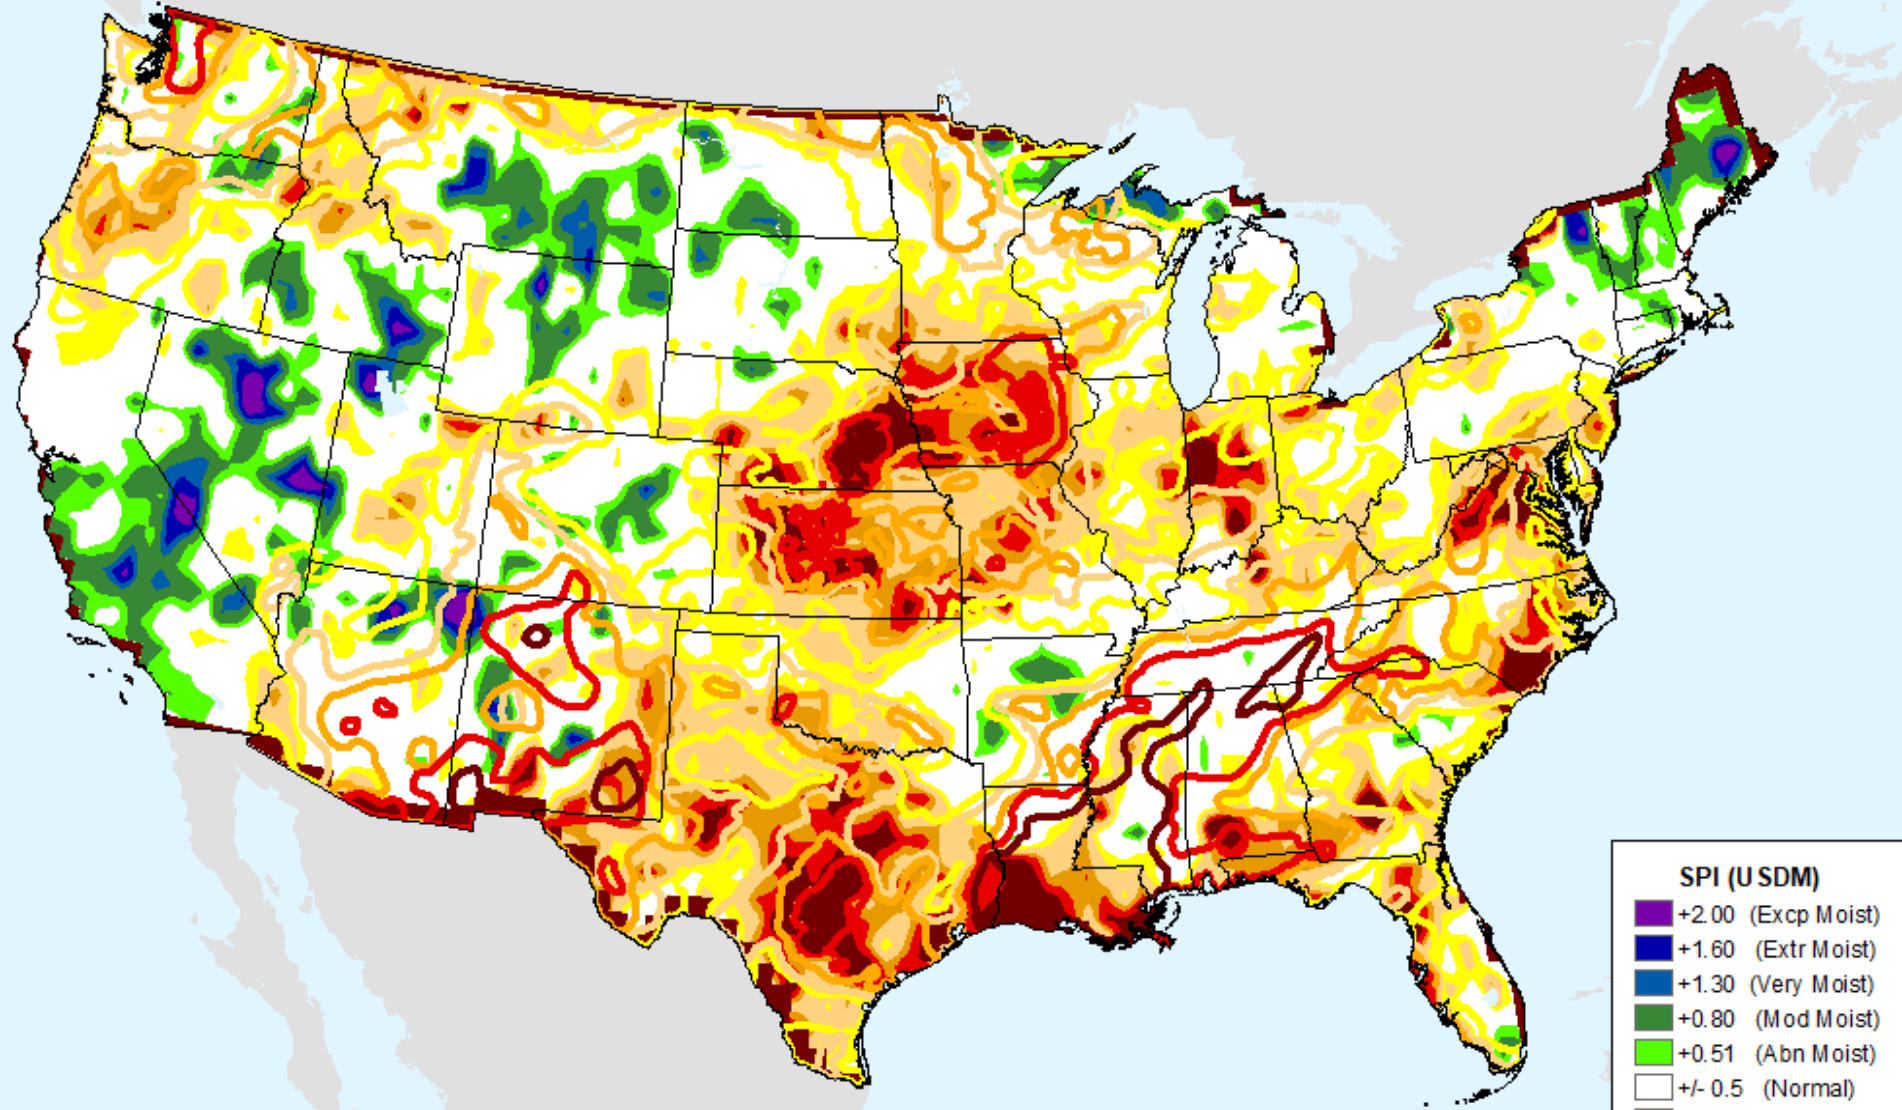 SPI (USDM)
+2.00 (Excp Moist)
+1.60 (Extr Moist)
+1.30 (Very Moist)
+0.80 (Mod Moist)
+0.51 (Abn Moist)
+/- 0.5 (Normal)